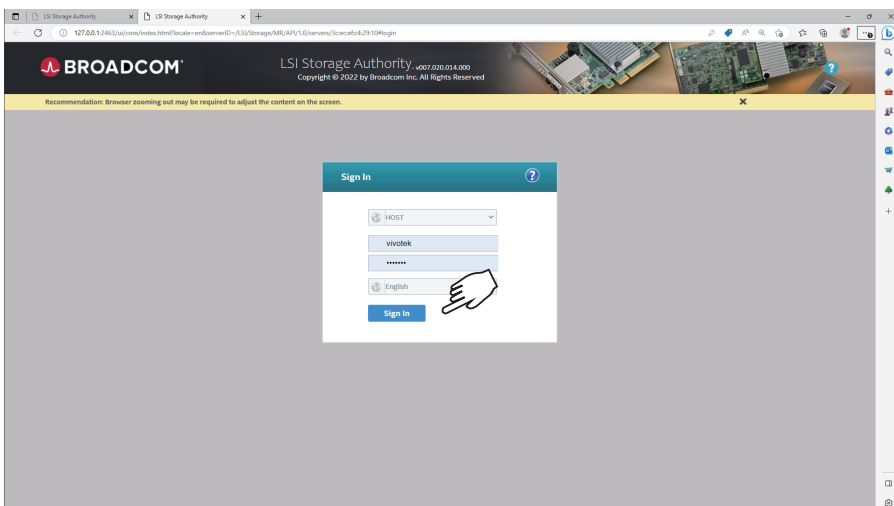 LSI Storage Authority
LSI Storage Authority
127.0.0.1:2463/ui/core/index.html?locale=en&serverID=/LSI/Storage/MR/API/1.0/servers/3cecef:c4:29:10#login
BROADCOM®
LSI Storage Authority- v007.020.014.000
Copyright © 2022 by Broadcom Inc. All Rights Reserved
Recommendation: Browser zooming out may be required to adjust the content on the screen.
Sign In
HOST
vivotek
•••••••
English
Sign In